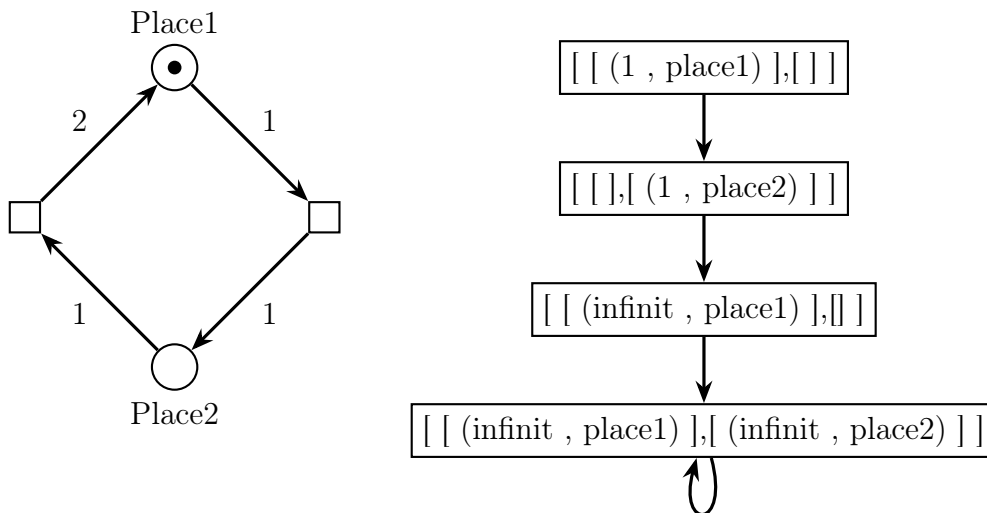 Place1
2
1
1
1
Place2
[ [ (1 , place1) ],[ ] ]
[ [ ],[ (1 , place2) ] ]
[ [ (infinit , place1) ],[] ]
[ [ (infinit , place1) ],[ (infinit , place2) ] ]